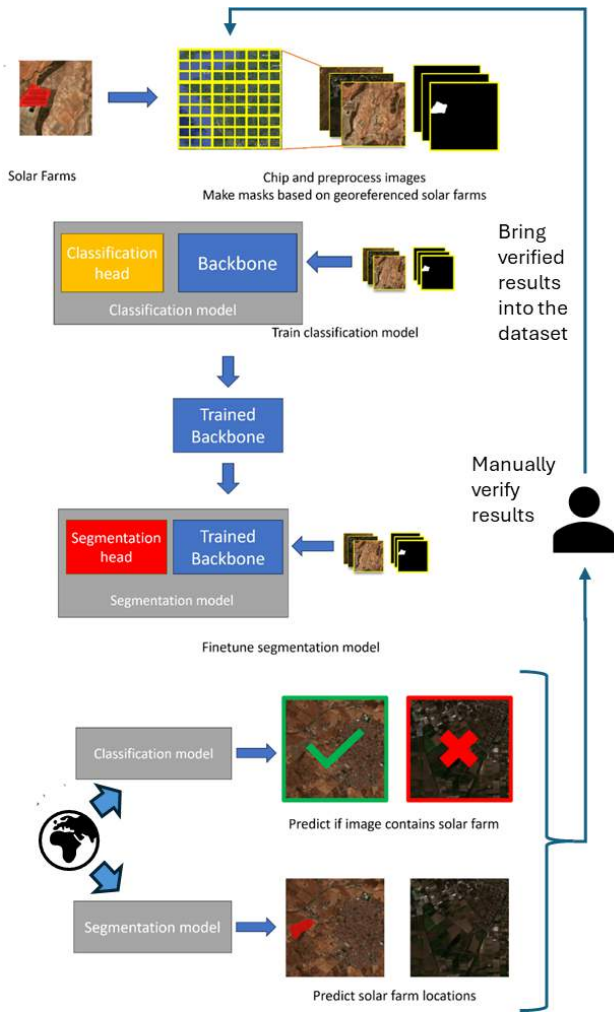 Solar Farms
Chip and preprocess images
Make masks based on georeferenced solar farms
Classification
head
Backbone
Classification model
Train classification model
Bring
verified
results
into the
dataset
Trained
Backbone
Manually
verify
results
Segmentation
head
Trained
Backbone
Segmentation model
Finetune segmentation model
Classification model
Predict if image contains solar farm
Segmentation model
Predict solar farm locations